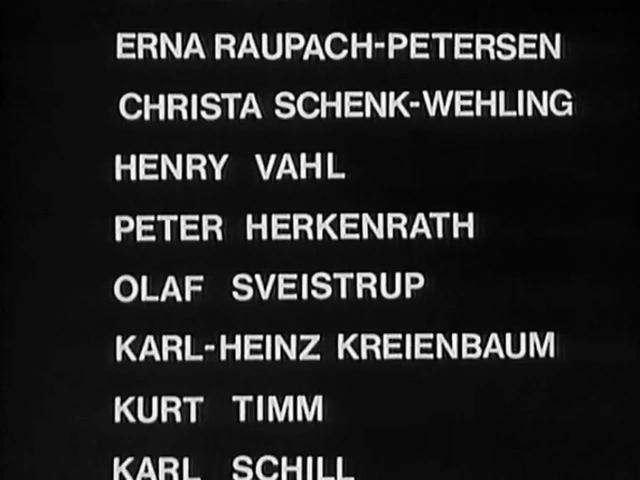 ERNA RAUPACH-PETERSEN
CHRISTA SCHENK-WEHLING
HENRY VAHL
PETER HERKENRATH
OLAF SVEISTRUP
KARL-HEINZ KREIENBAUM
KURT TIMM
KARL SCHILL